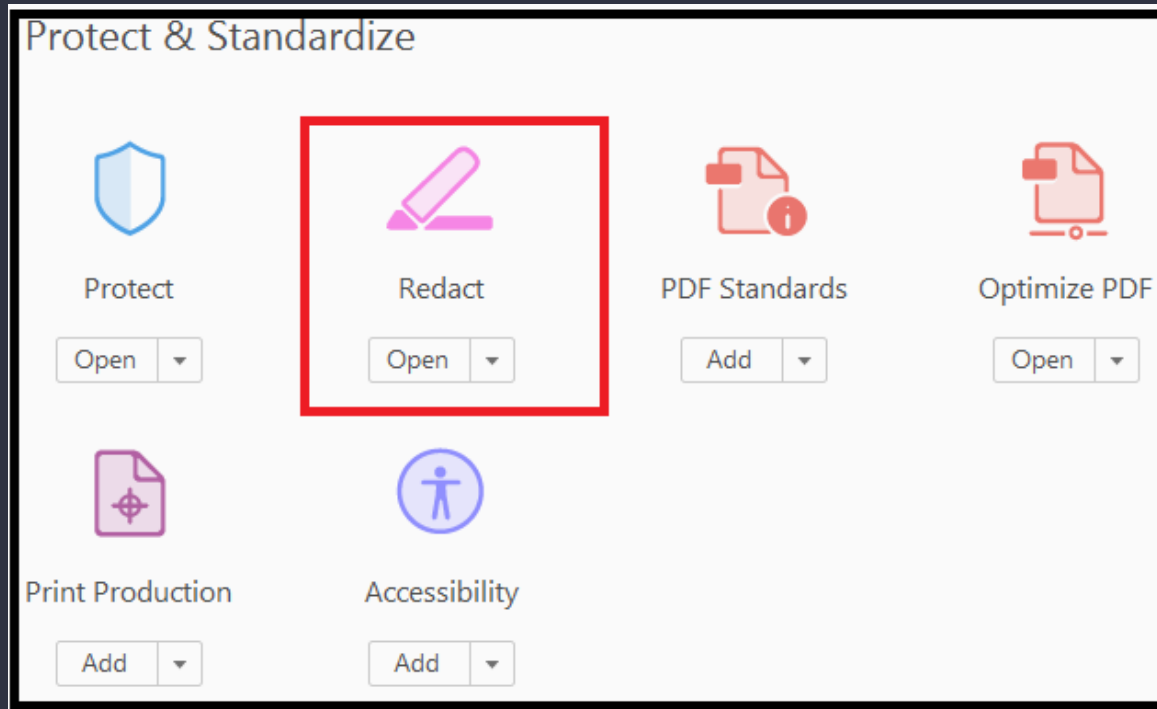 Protect & Standardize
Protect Redact PDF Standards Optimize PDF
Open Open Add Open
Print Production Accessibility
Add Add